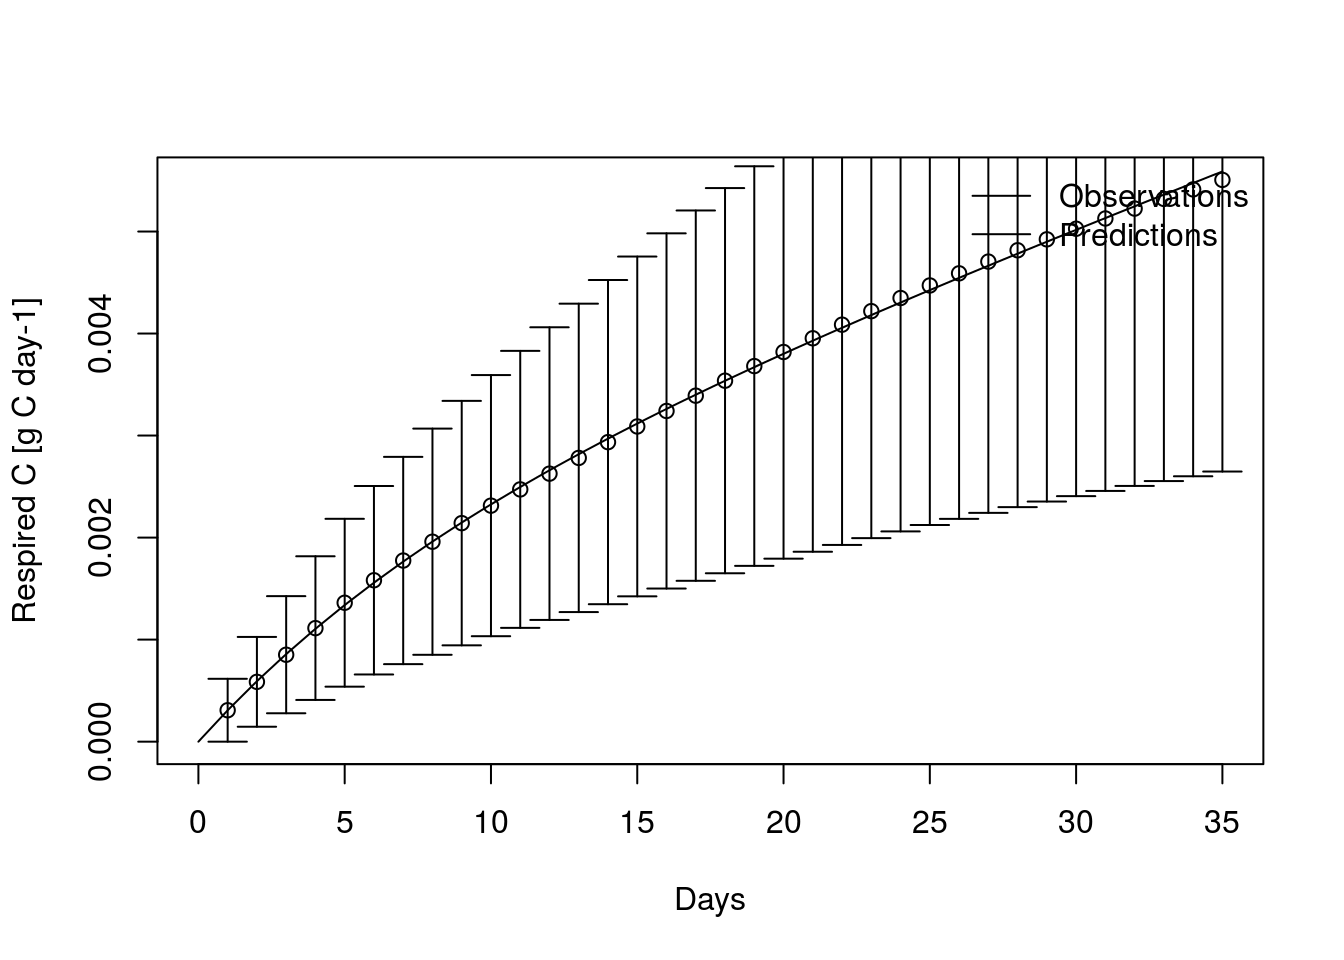 Respired C [g C day-1]
0.004
0.002
0.000
Observations
Predictions
0 5 10 15 20 25 30 35
Days